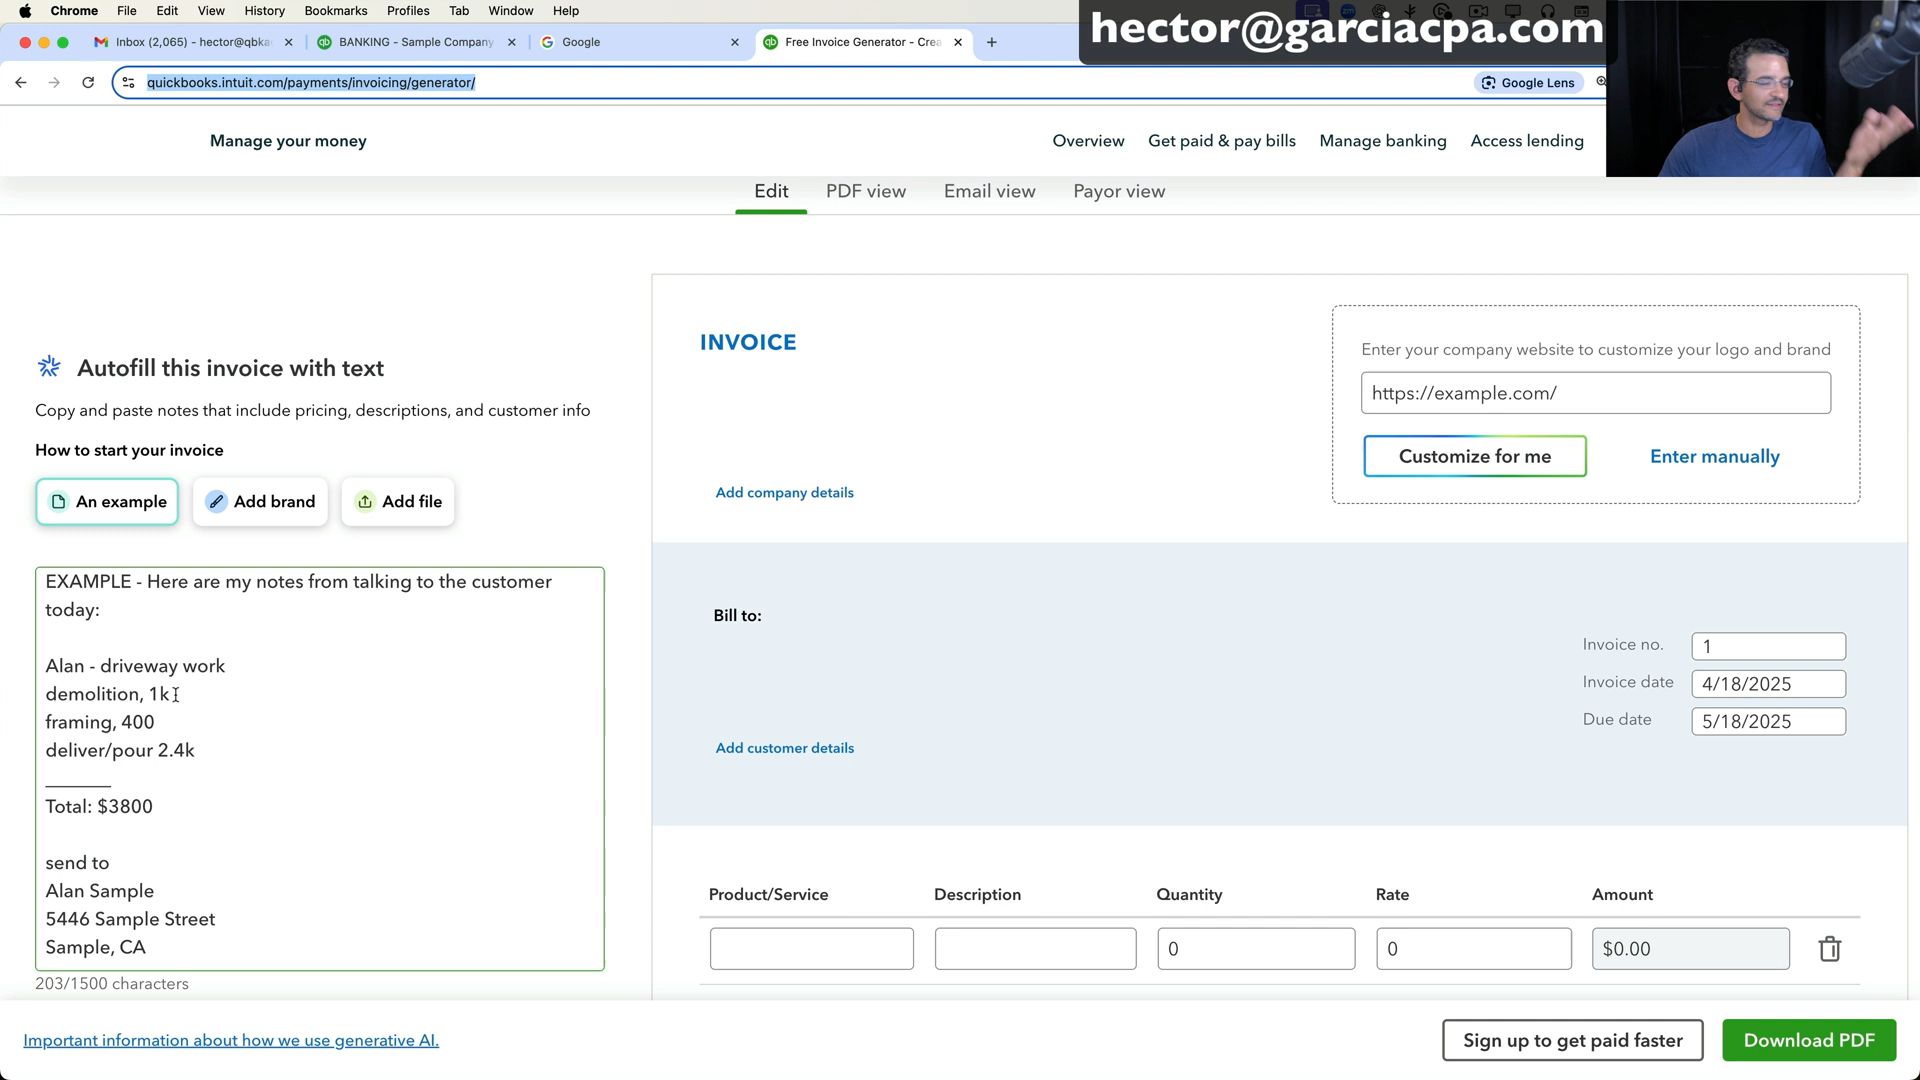 Chrome File Edit View History Bookmarks Profiles Tab Window Help
hector@garciacpa.com
Inbox (2,065) - hector@qbka
BANKING - Sample Company
Google
Free Invoice Generator - Crea
quickbooks.intuit.com/payments/invoicing/generator/
Google Lens
Manage your money
Overview Get paid & pay bills Manage banking Access lending
Edit PDF view Email view Payor view
Autofill this invoice with text
Copy and paste notes that include pricing, descriptions, and customer info
How to start your invoice
An example Add brand Add file
EXAMPLE - Here are my notes from talking to the customer
today:
Alan - driveway work
demolition, 1k
framing, 400
deliver/pour 2.4k
_______
Total: $3800
send to
Alan Sample
5446 Sample Street
Sample, CA
203/1500 characters
INVOICE
Enter your company website to customize your logo and brand
https://example.com/
Customize for me Enter manually
Add company details
Bill to:
Invoice no. 1
Invoice date 4/18/2025
Due date 5/18/2025
Add customer details
Product/Service Description Quantity Rate Amount
0 0 $0.00
Important information about how we use generative AI.
Sign up to get paid faster
Download PDF